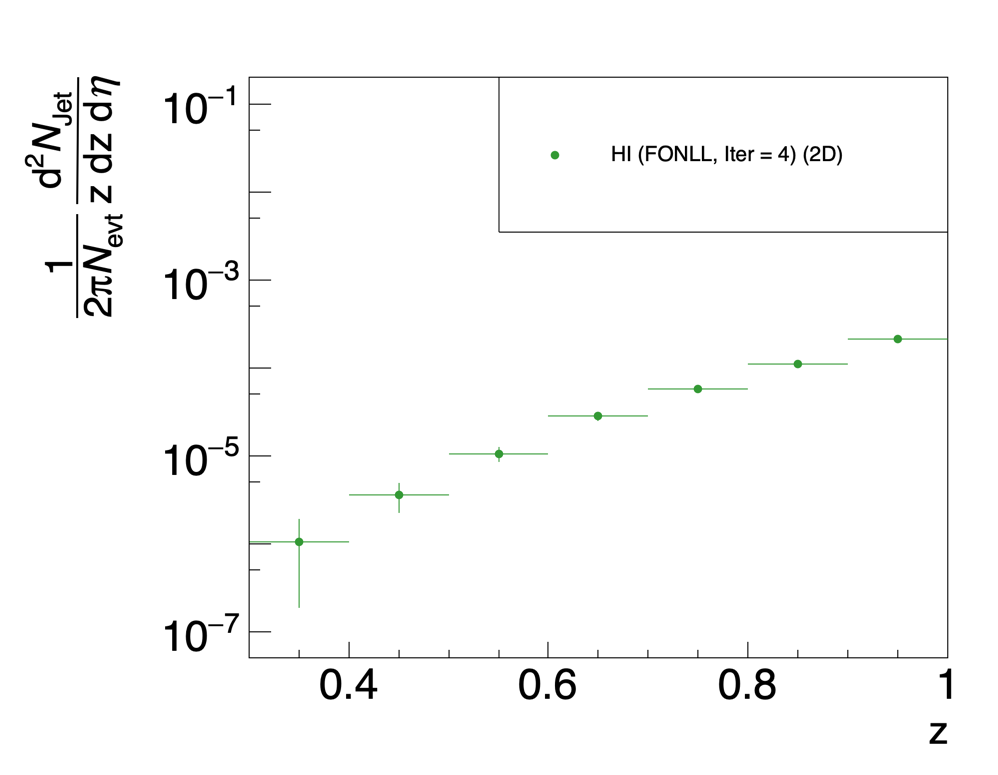 1/(2πN_evt) d²N_Jet/(z dz dη)
10⁻¹
HI (FONLL, Iter = 4) (2D)
10⁻³
10⁻⁵
10⁻⁷
0.4 0.6 0.8 1
z